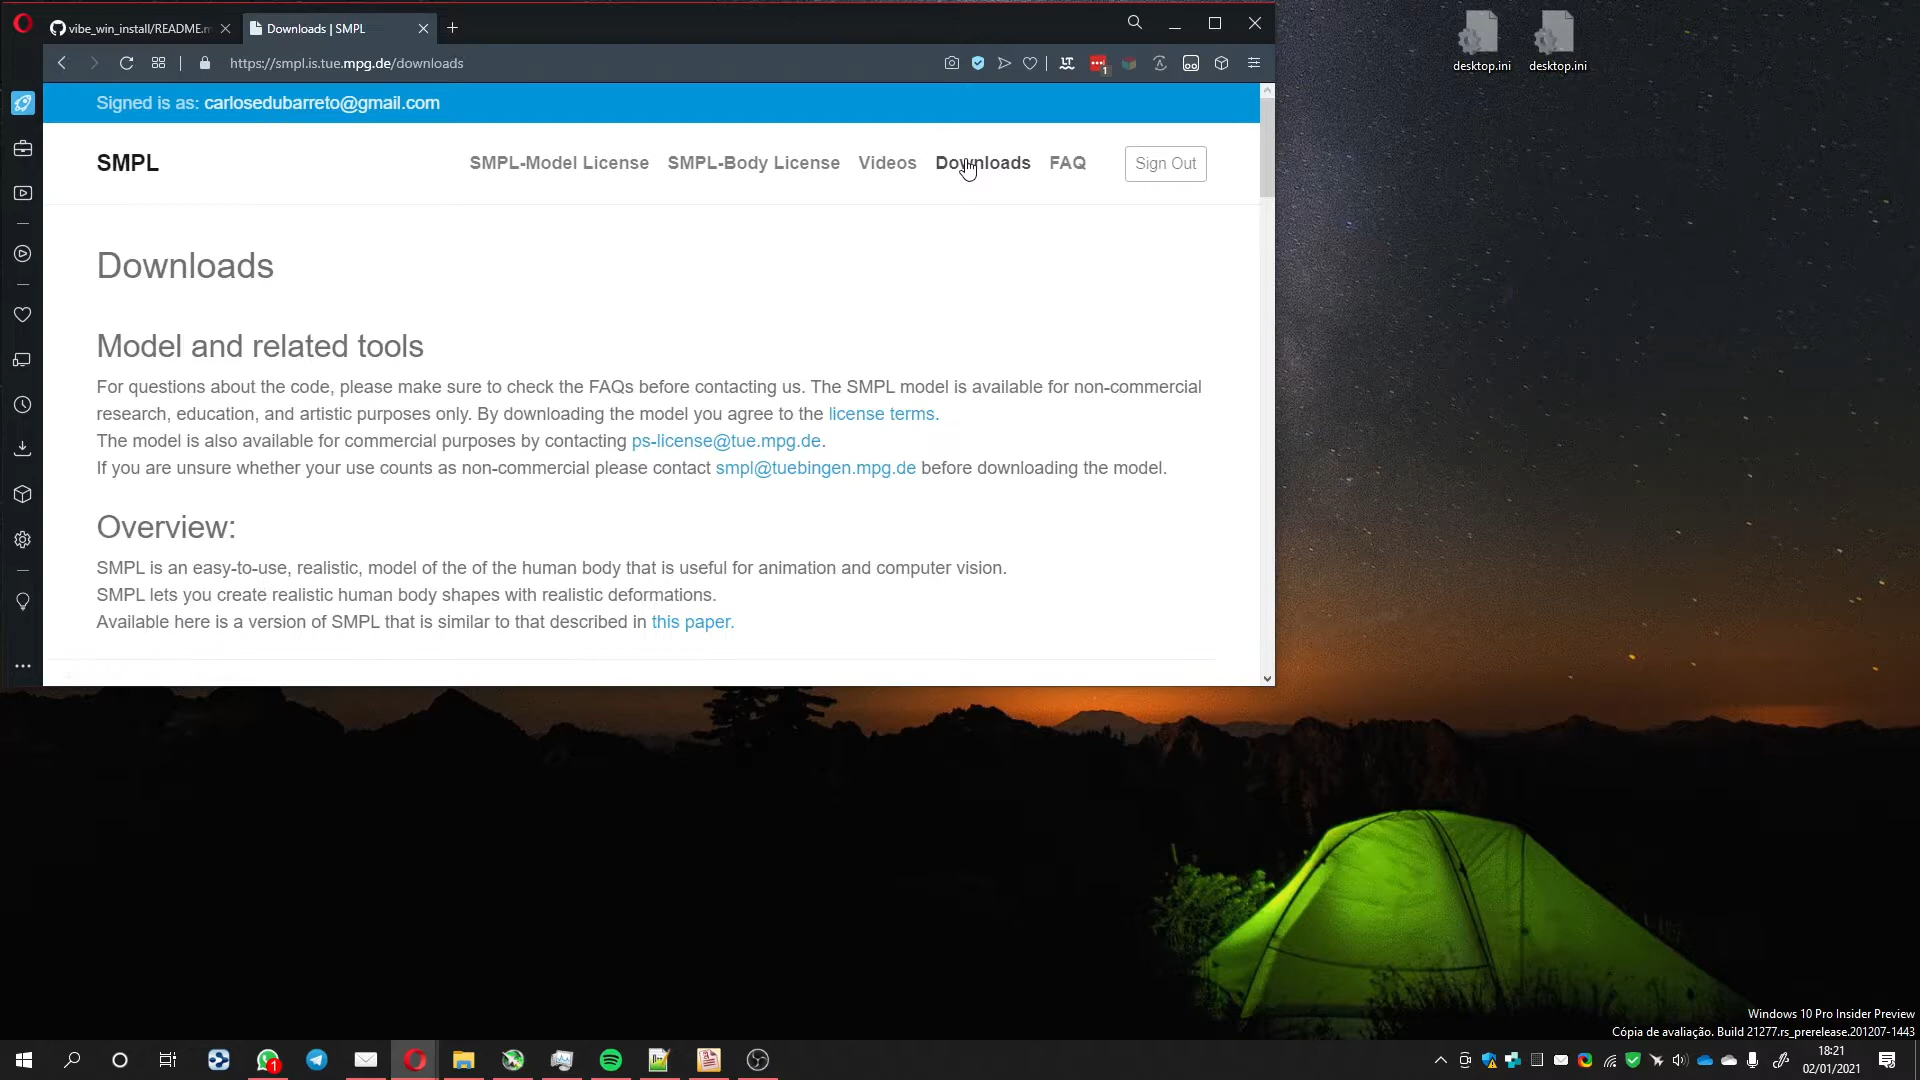 vibe_win_install/README.m
Downloads | SMPL
https://smpl.is.tue.mpg.de/downloads
1
desktop.ini
desktop.ini
Signed is as: carlosedubarreto@gmail.com
SMPL
SMPL-Model License
SMPL-Body License
Videos
Downloads
FAQ
Sign Out
Downloads
Model and related tools
For questions about the code, please make sure to check the FAQs before contacting us. The SMPL model is available for non-commercial
research, education, and artistic purposes only. By downloading the model you agree to the license terms.
The model is also available for commercial purposes by contacting ps-license@tue.mpg.de.
If you are unsure whether your use counts as non-commercial please contact smpl@tuebingen.mpg.de before downloading the model.
Overview:
SMPL is an easy-to-use, realistic, model of the of the human body that is useful for animation and computer vision.
SMPL lets you create realistic human body shapes with realistic deformations.
Available here is a version of SMPL that is similar to that described in this paper.
Windows 10 Pro Insider Preview
Cópia de avaliação. Build 21277.rs_prerelease.201207-1443
1
18:21
02/01/2021